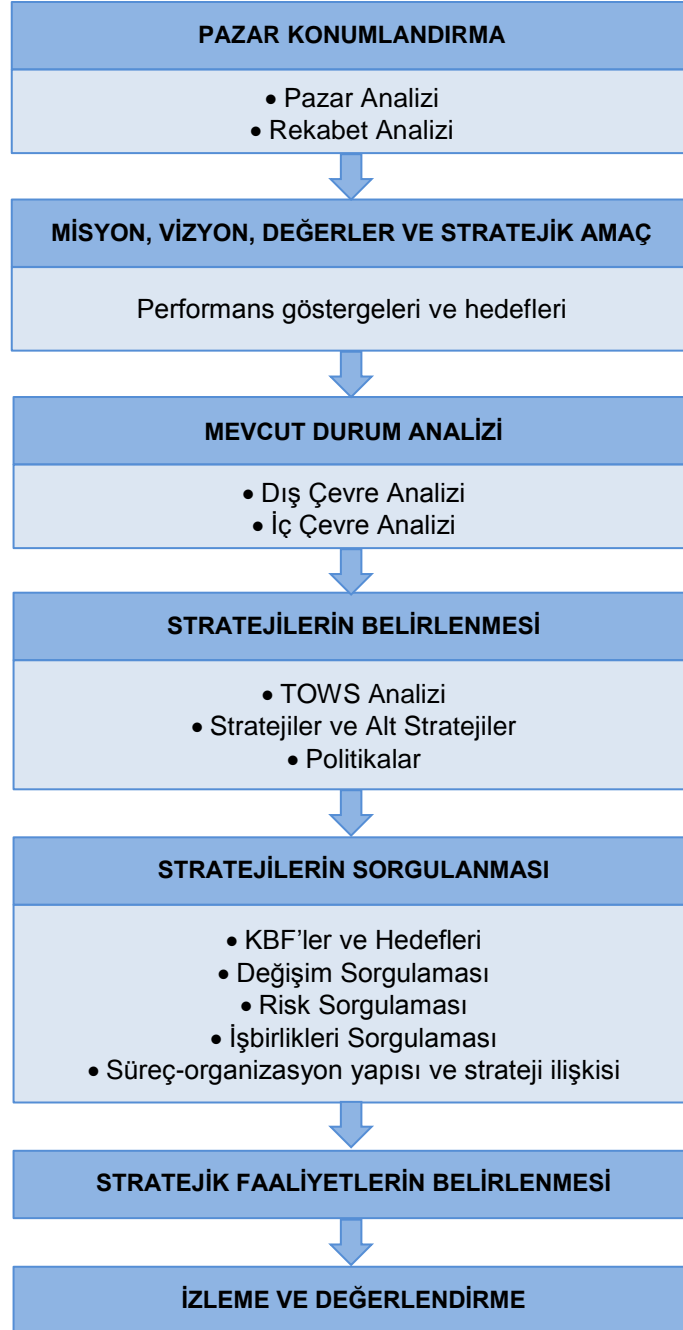 PAZAR KONUMLANDIRMA
• Pazar Analizi
• Rekabet Analizi
MİSYON, VİZYON, DEĞERLER VE STRATEJİK AMAÇ
Performans göstergeleri ve hedefleri
MEVCUT DURUM ANALİZİ
• Dış Çevre Analizi
• İç Çevre Analizi
STRATEJİLERİN BELİRLENMESİ
• TOWS Analizi
• Stratejiler ve Alt Stratejiler
• Politikalar
STRATEJİLERİN SORGULANMASI
• KBF’ler ve Hedefleri
• Değişim Sorgulaması
• Risk Sorgulaması
• İşbirlikleri Sorgulaması
• Süreç-organizasyon yapısı ve strateji ilişkisi
STRATEJİK FAALİYETLERİN BELİRLENMESİ
İZLEME VE DEĞERLENDİRME